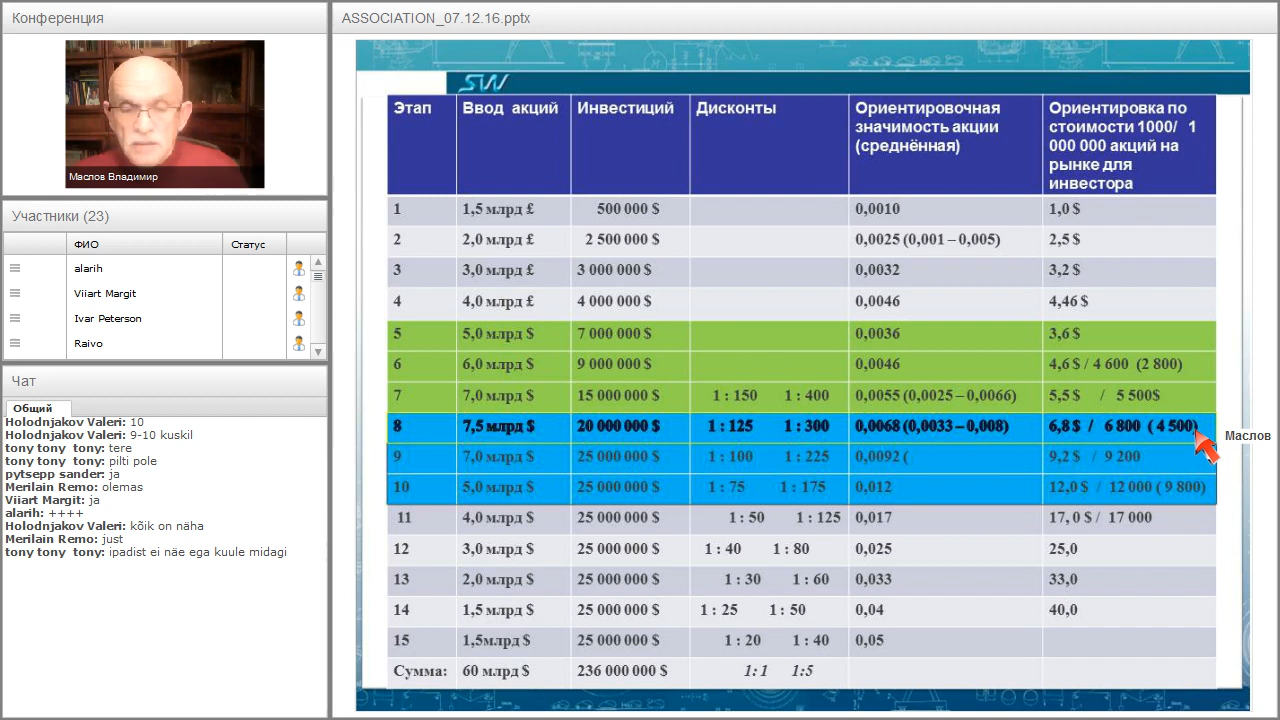 Конференция
Маслов Владимир
Участники (23)
ФИО Статус
alarih
Viiart Margit
Ivar Peterson
Raivo
Чат
Общий
Holodnjakov Valeri: 10
Holodnjakov Valeri: 9-10 kuskil
tony tony tony: tere
tony tony tony: pilti pole
pytsepp sander: ja
Merilain Remo: olemas
Viiart Margit: ja
alarih: ++++
Holodnjakov Valeri: kõik on näha
Merilain Remo: just
tony tony tony: ipadist ei näe ega kuule midagi
ASSOCIATION_07.12.16.pptx
SW
Этап Ввод акций Инвестиций Дисконты Ориентировочная значимость акции (среднённая) Ориентировка по стоимости 1000/ 1 000 000 акций на рынке для инвестора
1 1,5 млрд £ 500 000 $ 0,0010 1,0 $
2 2,0 млрд £ 2 500 000 $ 0,0025 (0,001 – 0,005) 2,5 $
3 3,0 млрд £ 3 000 000 $ 0,0032 3,2 $
4 4,0 млрд £ 4 000 000 $ 0,0046 4,46 $
5 5,0 млрд $ 7 000 000 $ 0,0036 3,6 $
6 6,0 млрд $ 9 000 000 $ 0,0046 4,6 $ / 4 600 (2 800)
7 7,0 млрд $ 15 000 000 $ 1 : 150 1 : 400 0,0055 (0,0025 – 0,0066) 5,5 $ / 5 500$
8 7,5 млрд $ 20 000 000 $ 1 : 125 1 : 300 0,0068 (0,0033 – 0,008) 6,8 $ / 6 800 ( 4 500)
Маслов
9 7,0 млрд $ 25 000 000 $ 1 : 100 1 : 225 0,0092 ( 9,2 $ / 9 200
10 5,0 млрд $ 25 000 000 $ 1 : 75 1 : 175 0,012 12,0 $ / 12 000 ( 9 800)
11 4,0 млрд $ 25 000 000 $ 1 : 50 1 : 125 0,017 17, 0 $ / 17 000
12 3,0 млрд $ 25 000 000 $ 1 : 40 1 : 80 0,025 25,0
13 2,0 млрд $ 25 000 000 $ 1 : 30 1 : 60 0,033 33,0
14 1,5 млрд $ 25 000 000 $ 1 : 25 1 : 50 0,04 40,0
15 1,5млрд $ 25 000 000 $ 1 : 20 1 : 40 0,05
Сумма: 60 млрд $ 236 000 000 $ 1: 1 1:5